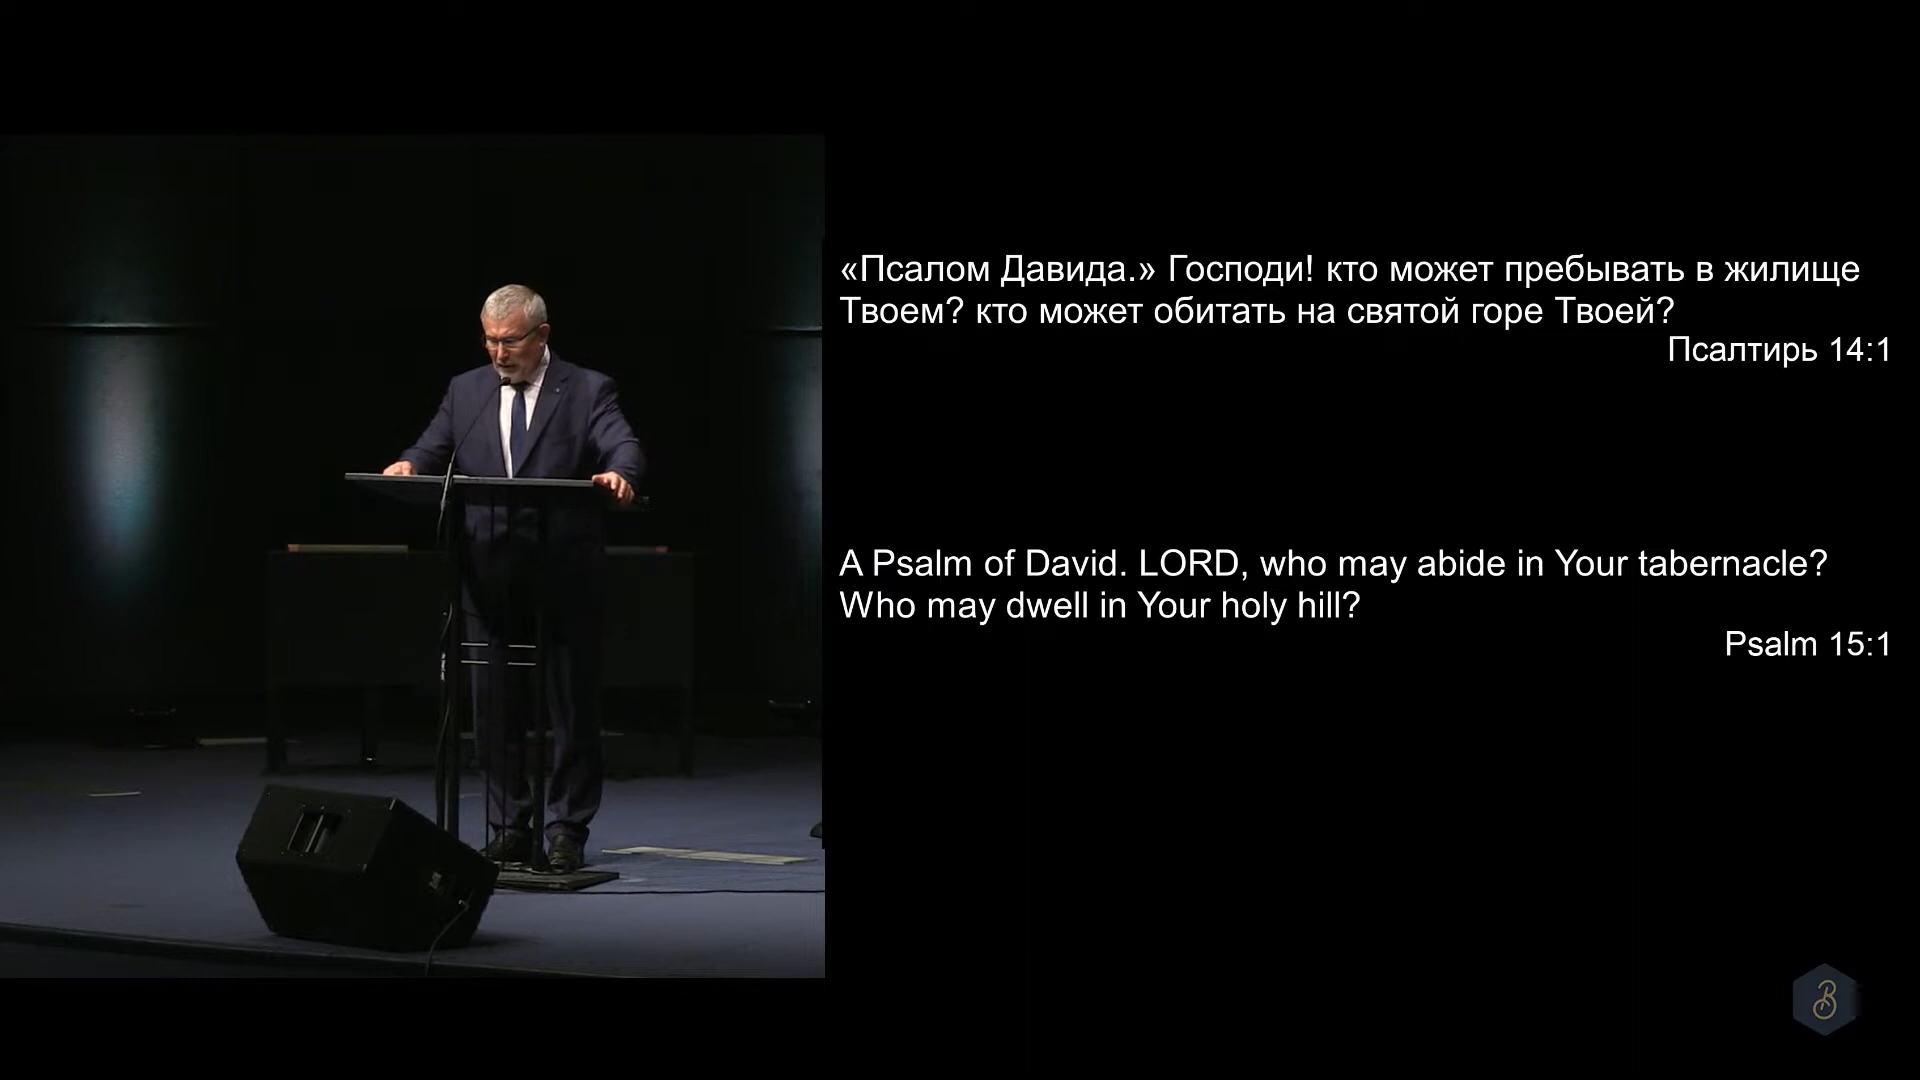 «Псалом Давида.» Господи! кто может пребывать в жилище
Твоем? кто может обитать на святой горе Твоей?
Псалтирь 14:1
A Psalm of David. LORD, who may abide in Your tabernacle?
Who may dwell in Your holy hill?
Psalm 15:1